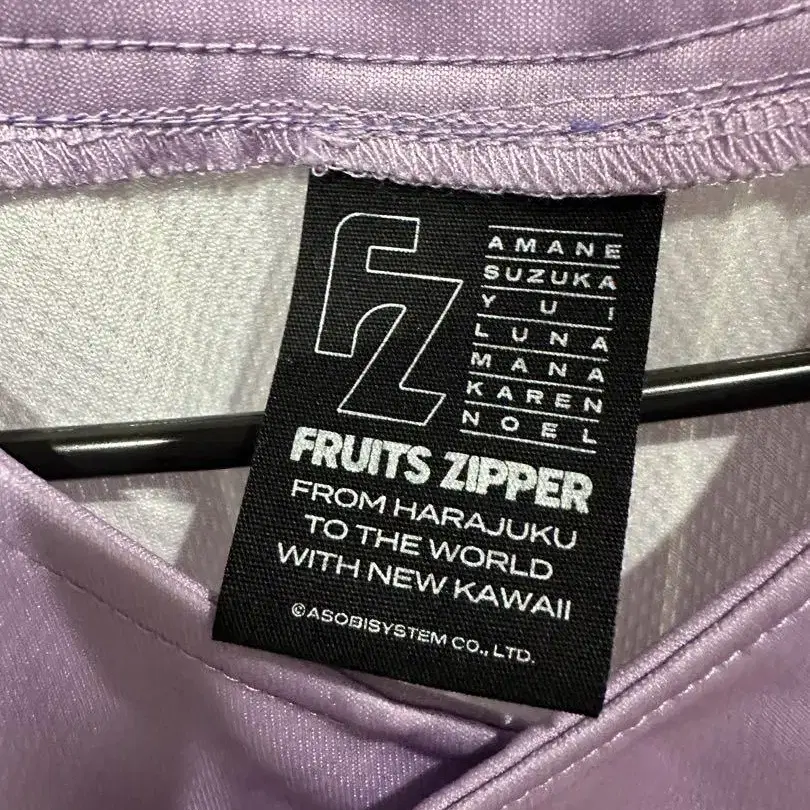 FZ
AMANE
SUZUKA
YUI
LUNA
MANA
KAREN
NOEL
FRUITS ZIPPER
FROM HARAJUKU
TO THE WORLD
WITH NEW KAWAII
©ASOBISYSTEM CO., LTD.